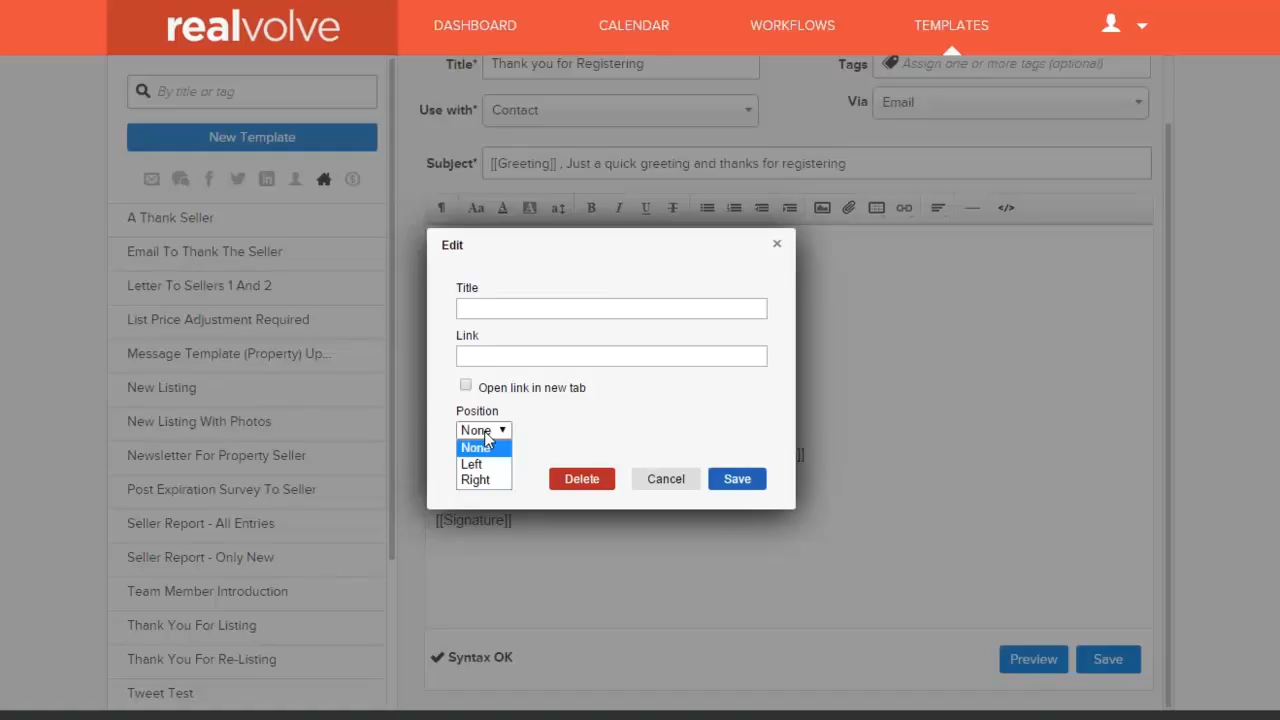 realvolve
DASHBOARD
CALENDAR
WORKFLOWS
TEMPLATES
By title or tag
New Template
A Thank Seller
Email To Thank The Seller
Letter To Sellers 1 And 2
List Price Adjustment Required
Message Template (Property) Up...
New Listing
New Listing With Photos
Newsletter For Property Seller
Post Expiration Survey To Seller
Seller Report - All Entries
Seller Report - Only New
Team Member Introduction
Thank You For Listing
Thank You For Re-Listing
Tweet Test
Title* Thank you for Registering
Tags Assign one or more tags (optional)
Use with* Contact
Via Email
Subject* [[Greeting]] , Just a quick greeting and thanks for registering
¶ Aa A A a↕ B I U T </>
Edit ×
Title
Link
Open link in new tab
Position
None
None
Left
Right
Delete Cancel Save
]]
[[Signature]]
Syntax OK
Preview Save